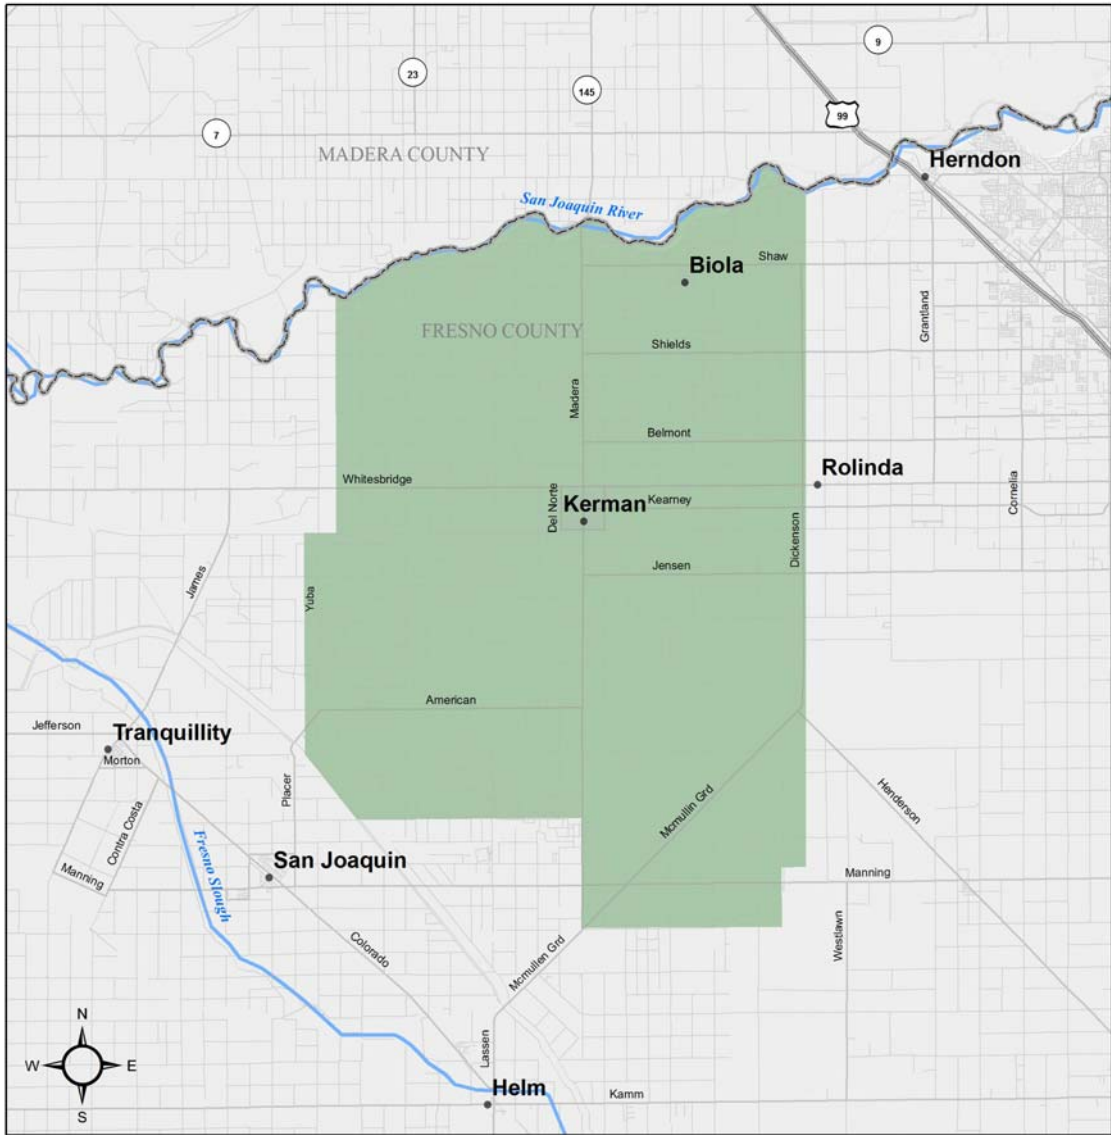 9
23
145
99
7
MADERA COUNTY
Herndon
San Joaquin River
Shaw
Biola
Grantland
FRESNO COUNTY
Shields
Madera
Belmont
Rolinda
Whitesbridge
Del Norte
Kerman
Kearney
Cornelia
Dickenson
Jensen
James
Yuba
American
Jefferson
Tranquillity
Morton
Placer
Contra Costa
Mcmullin Grd
Henderson
Manning
Fresno Slough
San Joaquin
Manning
Westlawn
Colorado
Mcmullen Grd
Lassen
N
W
E
S
Helm
Kamm